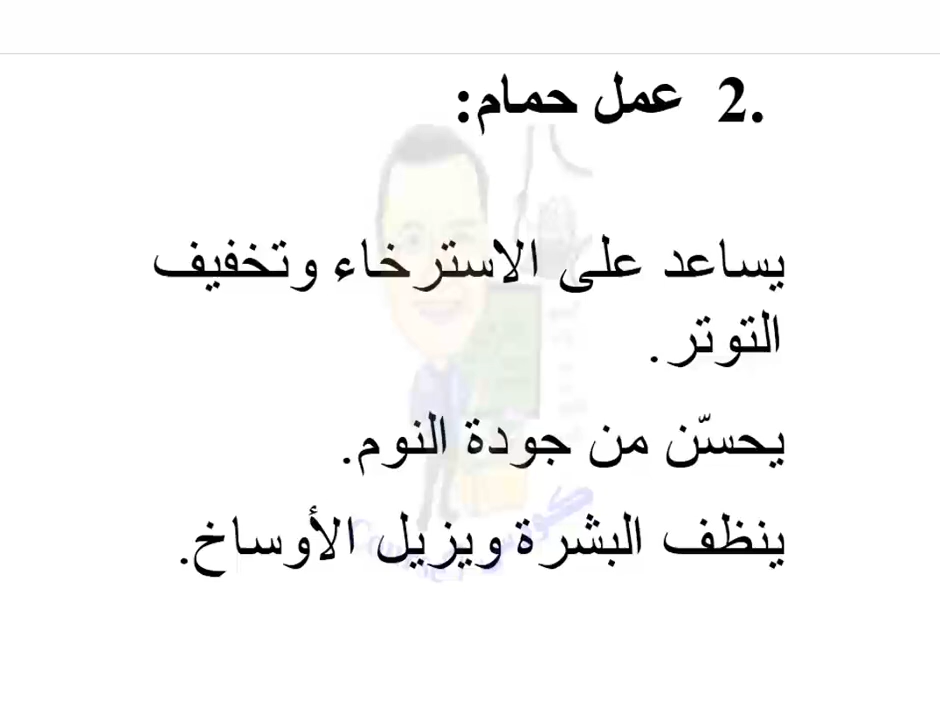 2. عمل حمام:
يساعد على الاسترخاء وتخفيف
التوتر.
يحسّن من جودة النوم.
ينظف البشرة ويزيل الأوساخ.